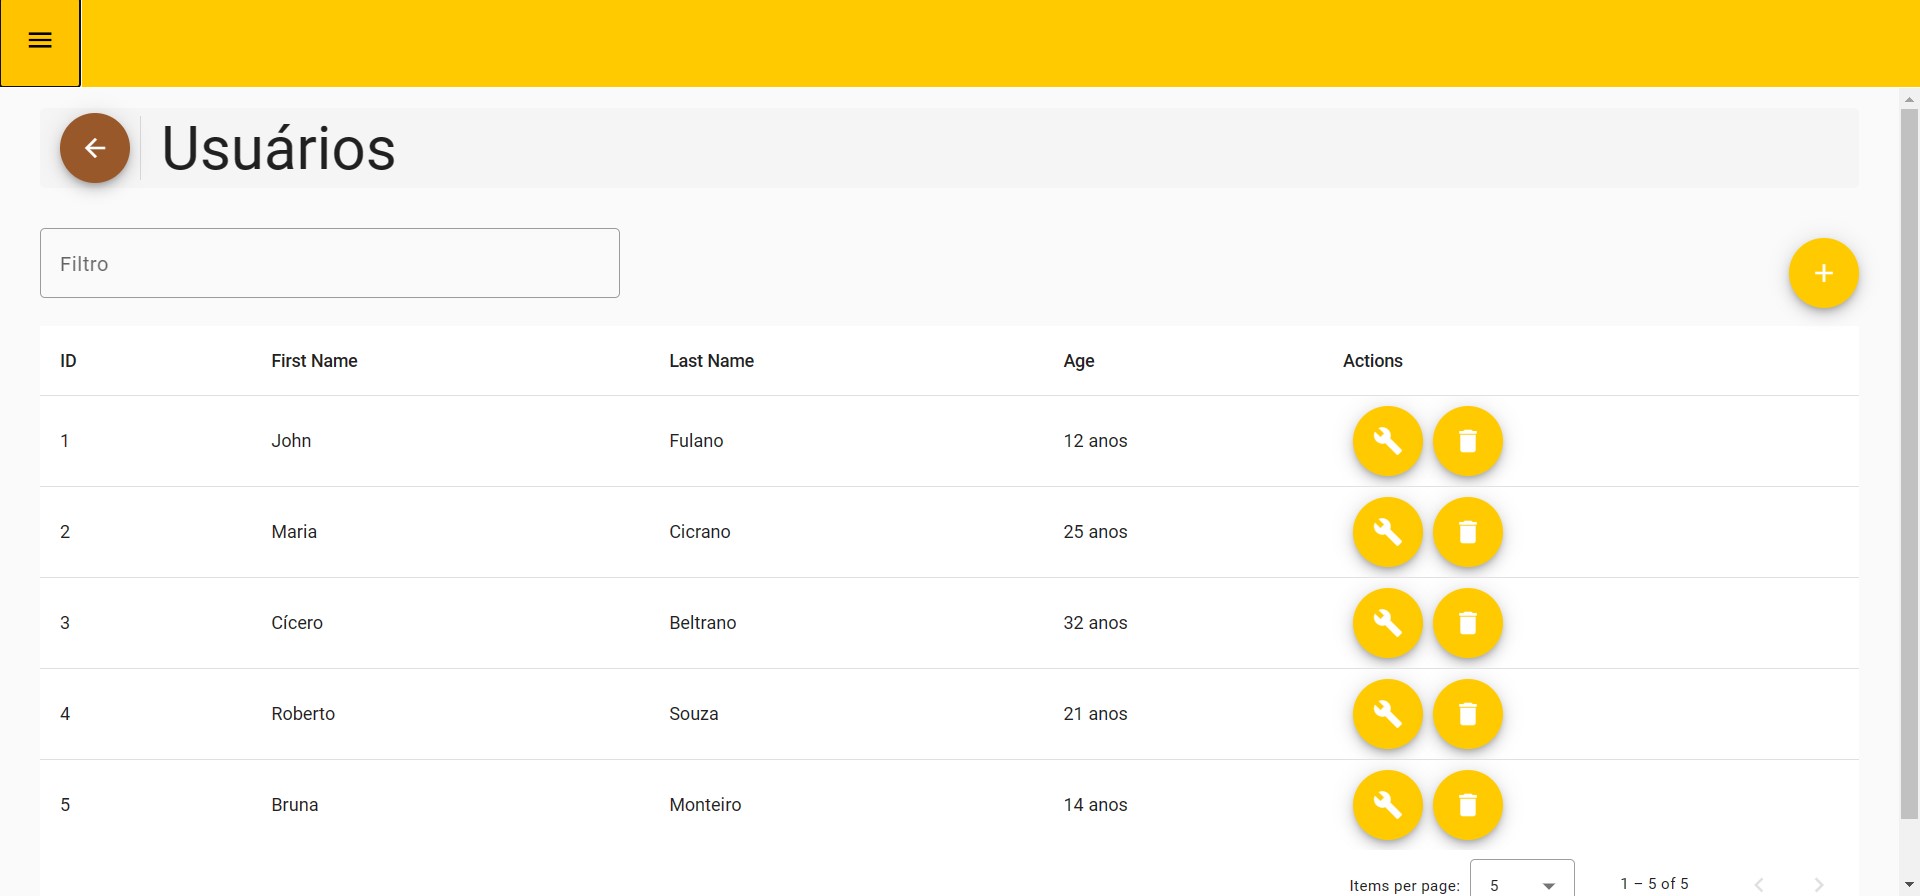 Usuários
Filtro
ID First Name Last Name Age Actions
1 John Fulano 12 anos
2 Maria Cicrano 25 anos
3 Cícero Beltrano 32 anos
4 Roberto Souza 21 anos
5 Bruna Monteiro 14 anos
Items per page: 5 1 – 5 of 5